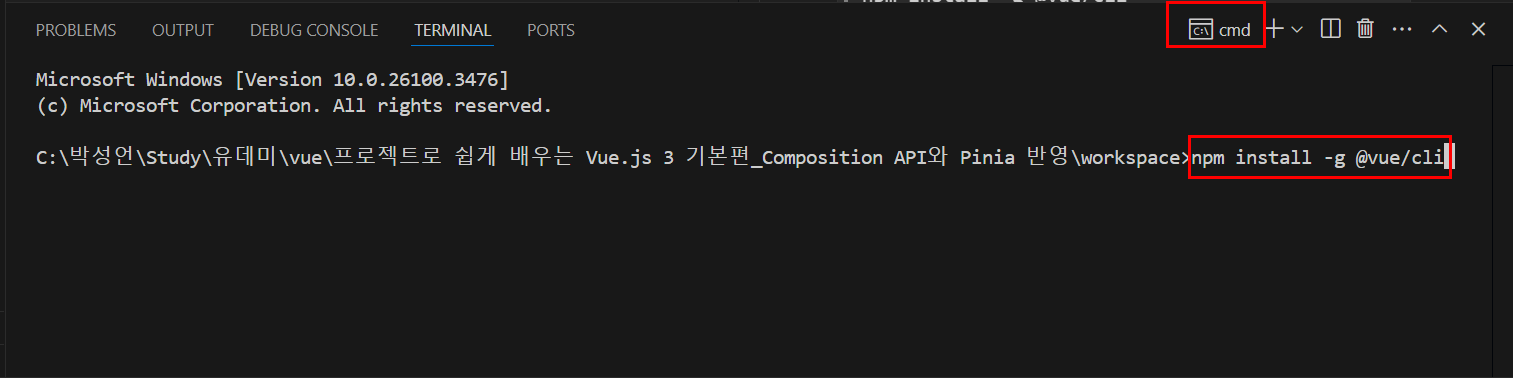 PROBLEMS OUTPUT DEBUG CONSOLE TERMINAL PORTS cmd
Microsoft Windows [Version 10.0.26100.3476]
(c) Microsoft Corporation. All rights reserved.
C:\박성언\Study\유데미\vue\프로젝트로 쉽게 배우는 Vue.js 3 기본편_Composition API와 Pinia 반영\workspace>npm install -g @vue/cli